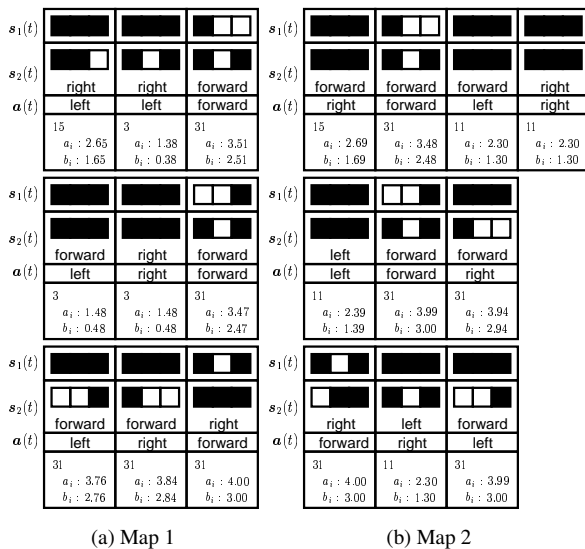 s₁(t)
s₂(t)
right right forward
a(t) left left forward
15 3 31
aᵢ : 2.65 aᵢ : 1.38 aᵢ : 3.51
bᵢ : 1.65 bᵢ : 0.38 bᵢ : 2.51
s₁(t)
s₂(t)
forward right forward
a(t) left right forward
3 3 31
aᵢ : 1.48 aᵢ : 1.48 aᵢ : 3.47
bᵢ : 0.48 bᵢ : 0.48 bᵢ : 2.47
s₁(t)
s₂(t)
forward forward right
a(t) left right forward
31 31 31
aᵢ : 3.76 aᵢ : 3.84 aᵢ : 4.00
bᵢ : 2.76 bᵢ : 2.84 bᵢ : 3.00
(a) Map 1
s₁(t)
s₂(t)
forward forward right right
a(t) right forward left right
15 31 11 11
aᵢ : 2.69 aᵢ : 3.48 aᵢ : 2.30 aᵢ : 2.30
bᵢ : 1.69 bᵢ : 2.48 bᵢ : 1.30 bᵢ : 1.30
s₁(t)
s₂(t)
left forward forward
a(t) left forward right
11 31 31
aᵢ : 2.39 aᵢ : 3.99 aᵢ : 3.94
bᵢ : 1.39 bᵢ : 3.00 bᵢ : 2.94
s₁(t)
s₂(t)
right left forward
a(t) forward right left
31 11 31
aᵢ : 4.00 aᵢ : 2.30 aᵢ : 3.99
bᵢ : 3.00 bᵢ : 1.30 bᵢ : 3.00
(b) Map 2